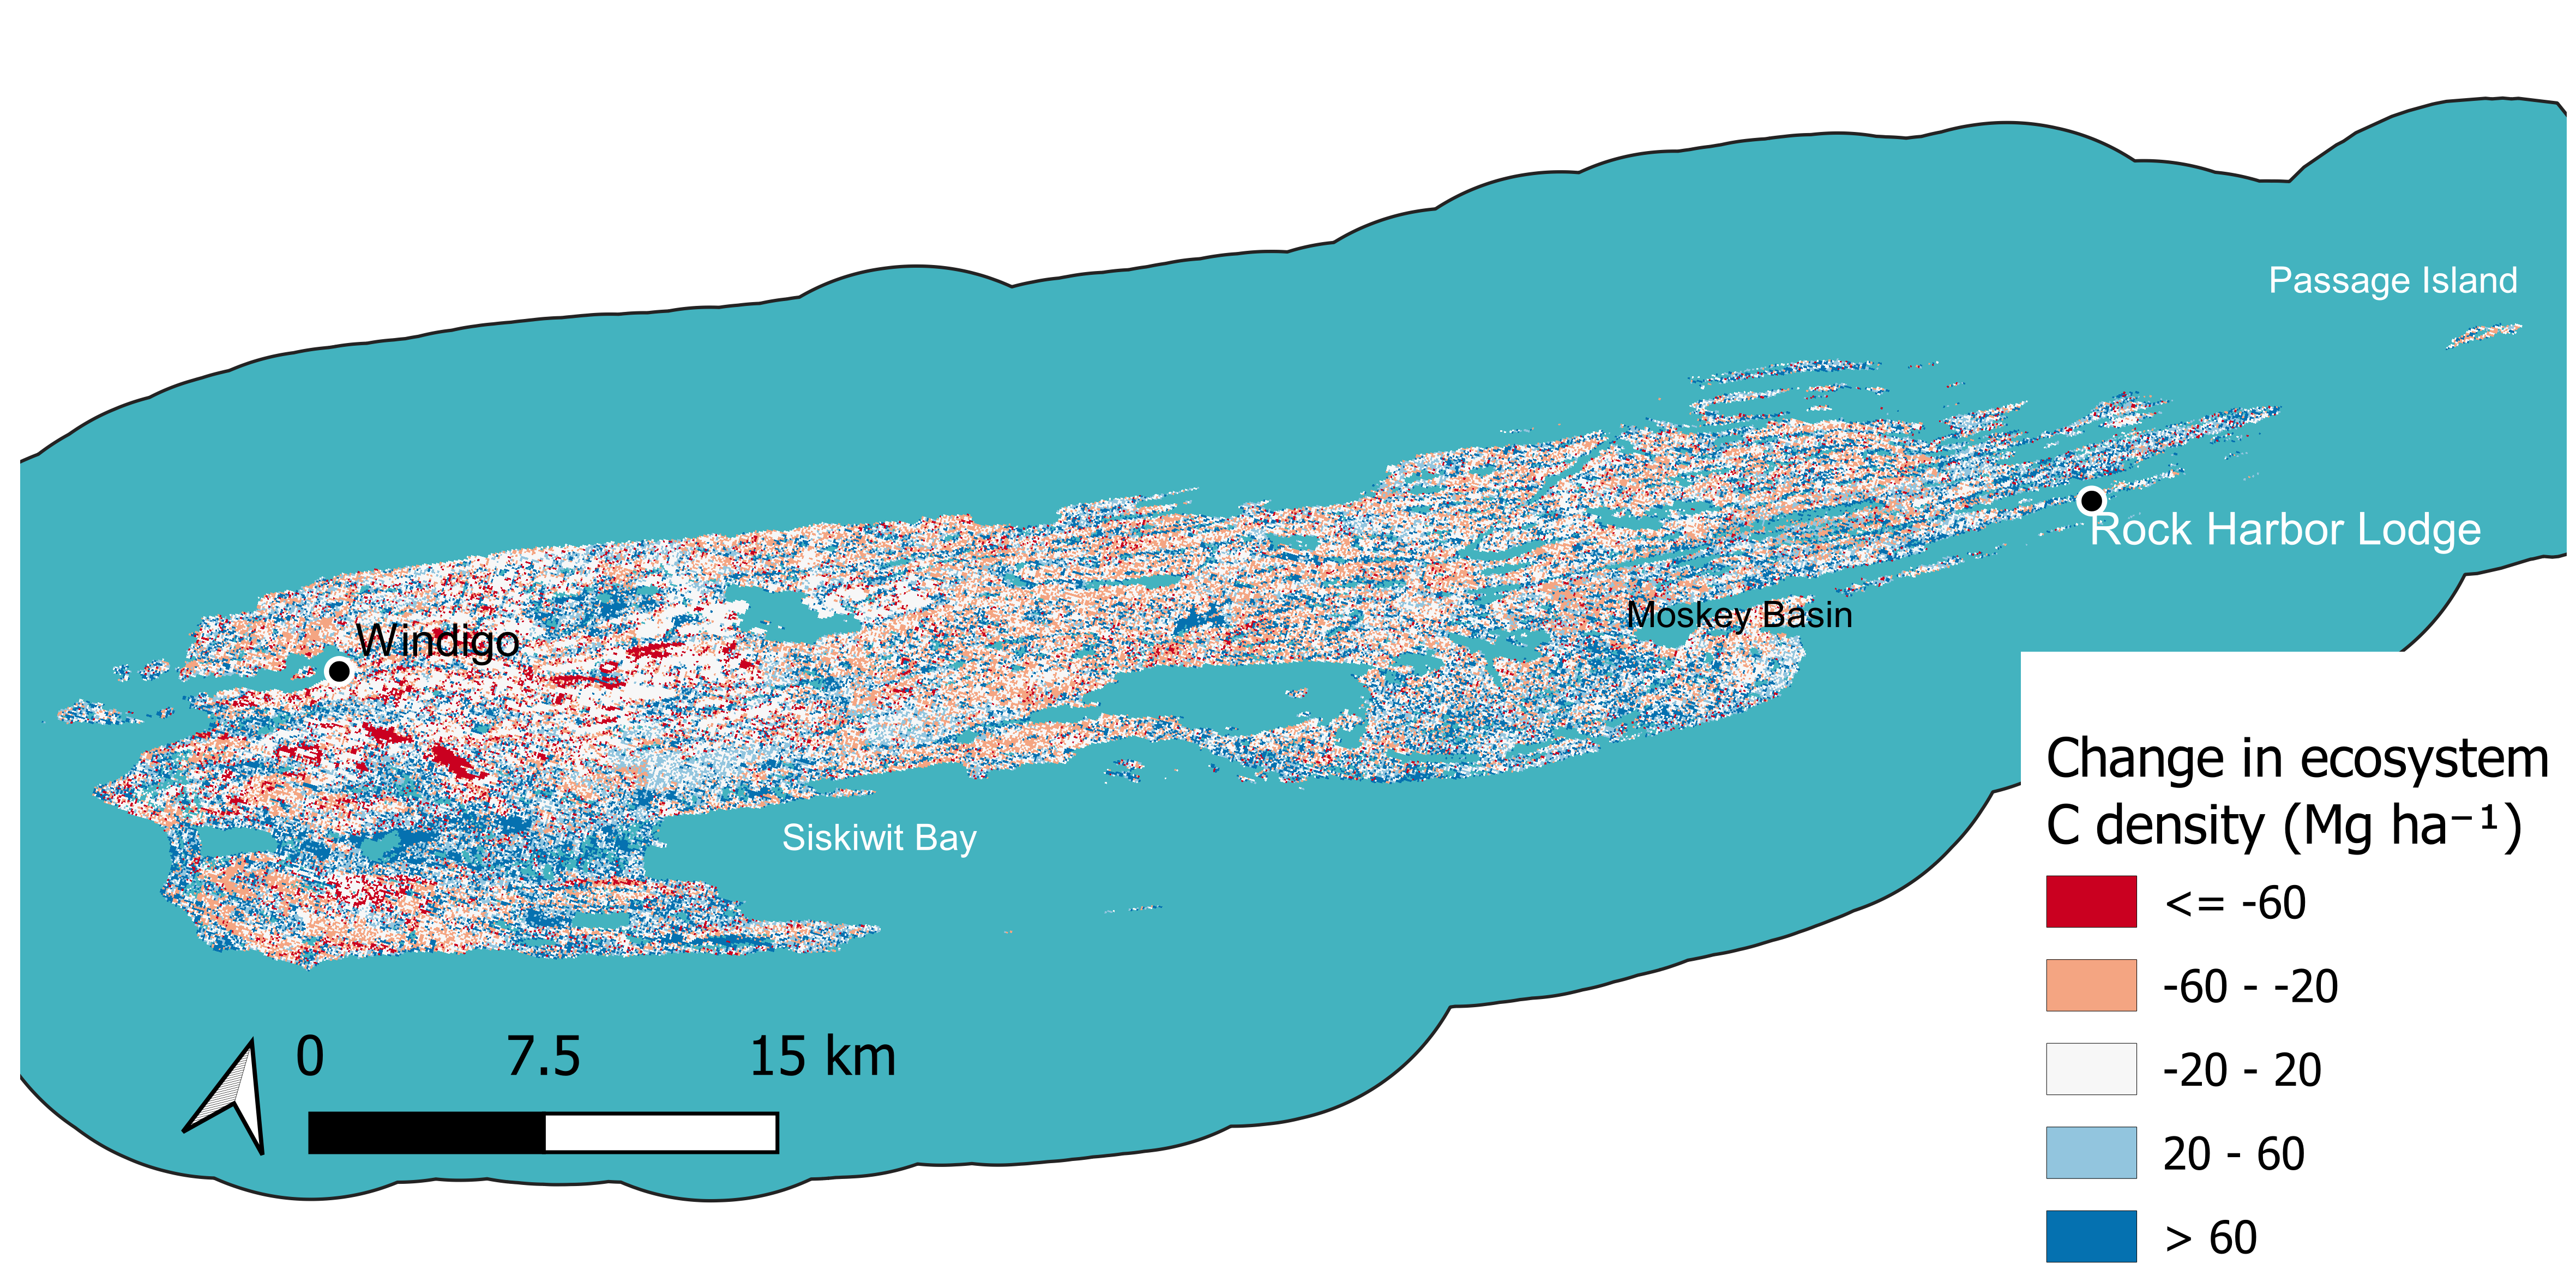 Passage Island
Rock Harbor Lodge
Moskey Basin
Windigo
Siskiwit Bay
0 7.5 15 km
Change in ecosystem
C density (Mg ha⁻¹)
<= -60
-60 - -20
-20 - 20
20 - 60
> 60